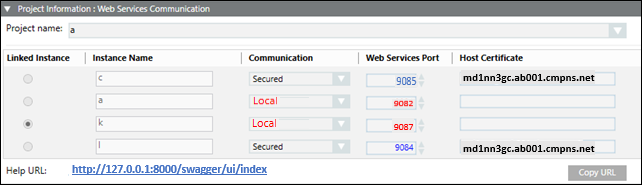 Project Information : Web Services Communication
Project name: a
Linked Instance Instance Name Communication Web Services Port Host Certificate
c Secured 9085 md1nn3gc.ab001.cmpns.net
a Local 9082
k Local 9087
l Secured 9084 md1nn3gc.ab001.cmpns.net
Help URL: http://127.0.0.1:8000/swagger/ui/index Copy URL